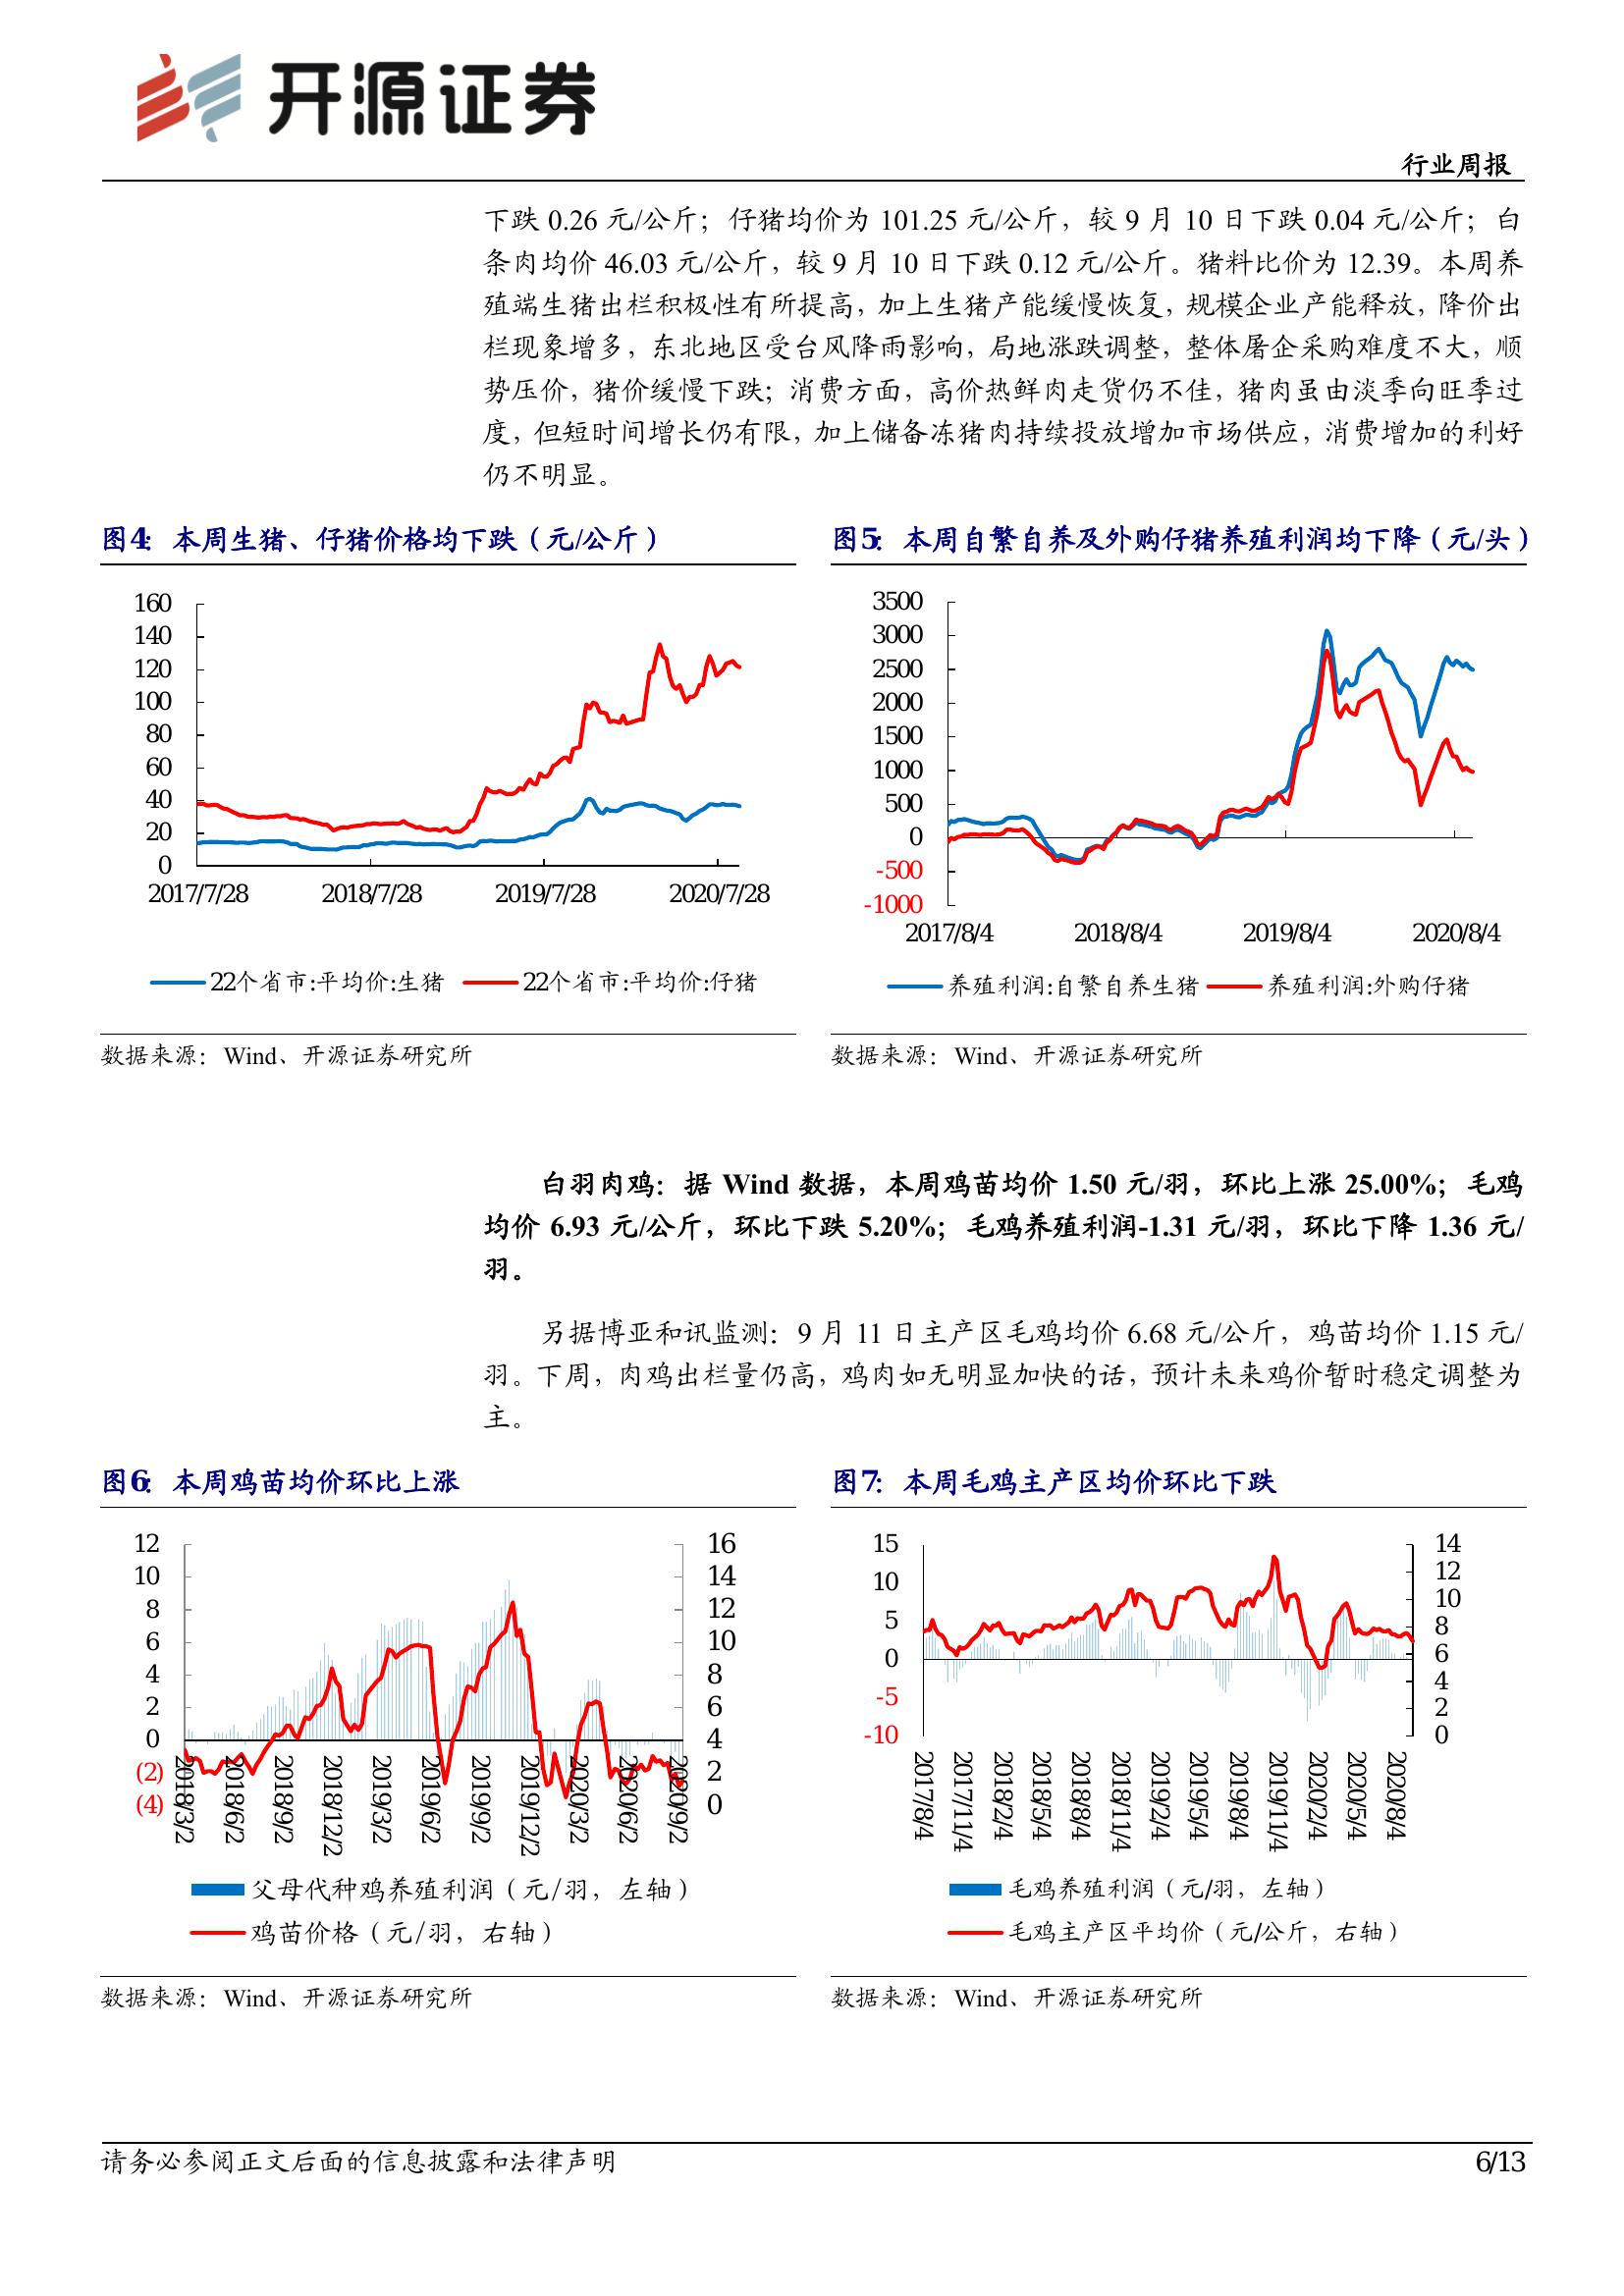 开源证券
行业周报
下跌 0.26 元/公斤；仔猪均价为 101.25 元/公斤，较 9 月 10 日下跌 0.04 元/公斤；白
条肉均价 46.03 元/公斤，较 9 月 10 日下跌 0.12 元/公斤。猪料比价为 12.39。本周养
殖端生猪出栏积极性有所提高，加上生猪产能缓慢恢复，规模企业产能释放，降价出
栏现象增多，东北地区受台风降雨影响，局地涨跌调整，整体屠企采购难度不大，顺
势压价，猪价缓慢下跌；消费方面，高价热鲜肉走货仍不佳，猪肉虽由淡季向旺季过
度，但短时间增长仍有限，加上储备冻猪肉持续投放增加市场供应，消费增加的利好
仍不明显。
图4：本周生猪、仔猪价格均下跌（元/公斤）
160
140
120
100
80
60
40
20
0
2017/7/28 2018/7/28 2019/7/28 2020/7/28
22个省市:平均价:生猪 22个省市:平均价:仔猪
数据来源：Wind、开源证券研究所
图5：本周自繁自养及外购仔猪养殖利润均下降（元/头）
3500
3000
2500
2000
1500
1000
500
0
-500
-1000
2017/8/4 2018/8/4 2019/8/4 2020/8/4
养殖利润:自繁自养生猪 养殖利润:外购仔猪
数据来源：Wind、开源证券研究所
白羽肉鸡：据 Wind 数据，本周鸡苗均价 1.50 元/羽，环比上涨 25.00%；毛鸡
均价 6.93 元/公斤，环比下跌 5.20%；毛鸡养殖利润-1.31 元/羽，环比下降 1.36 元/
羽。
另据博亚和讯监测：9 月 11 日主产区毛鸡均价 6.68 元/公斤，鸡苗均价 1.15 元/
羽。下周，肉鸡出栏量仍高，鸡肉如无明显加快的话，预计未来鸡价暂时稳定调整为
主。
图6：本周鸡苗均价环比上涨
12
10
8
6
4
2
0
(2)
(4)
16
14
12
10
8
6
4
2
0
2018/3/2 2018/6/2 2018/9/2 2018/12/2 2019/3/2 2019/6/2 2019/9/2 2019/12/2 2020/3/2 2020/6/2 2020/9/2
父母代种鸡养殖利润（元/羽，左轴）
鸡苗价格（元/羽，右轴）
数据来源：Wind、开源证券研究所
图7：本周毛鸡主产区均价环比下跌
15
10
5
0
-5
-10
14
12
10
8
6
4
2
0
2017/8/4 2017/11/4 2018/2/4 2018/5/4 2018/8/4 2018/11/4 2019/2/4 2019/5/4 2019/8/4 2019/11/4 2020/2/4 2020/5/4 2020/8/4
毛鸡养殖利润（元/羽，左轴）
毛鸡主产区平均价（元/公斤，右轴）
数据来源：Wind、开源证券研究所
请务必参阅正文后面的信息披露和法律声明
6/13